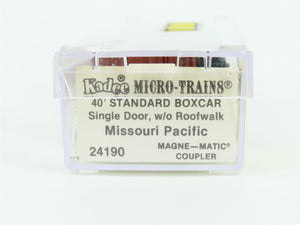 Kadee MICRO-TRAINS®
40' STANDARD BOXCAR
Single Door, w/o Roofwalk
Missouri Pacific
24190 MAGNE-MATIC®
COUPLER